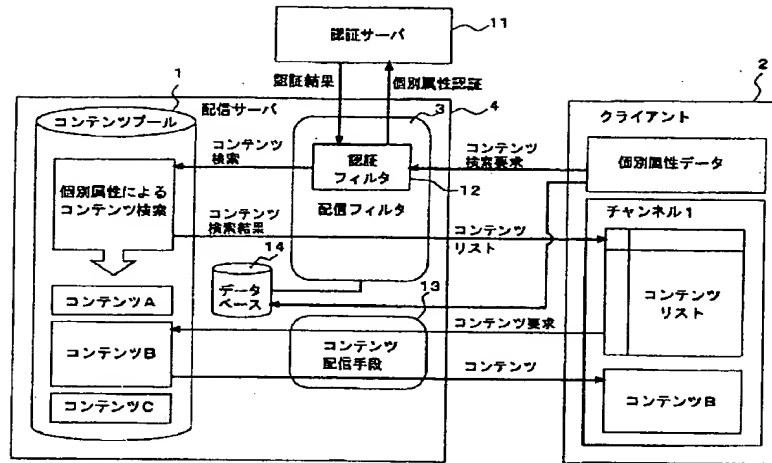 認証サーバ
11
認証結果
個別属性認証
2
1
配信サーバ
4
3
クライアント
コンテンツプール
コンテンツ
検索
認証
フィルタ
コンテンツ
検索要求
個別属性データ
12
個別属性による
コンテンツ検索
配信フィルタ
コンテンツ
検索結果
コンテンツ
リスト
チャンネル1
14
データ
ベース
13
コンテンツ
リスト
コンテンツA
コンテンツ要求
コンテンツB
コンテンツ
配信手段
コンテンツ
コンテンツB
コンテンツC